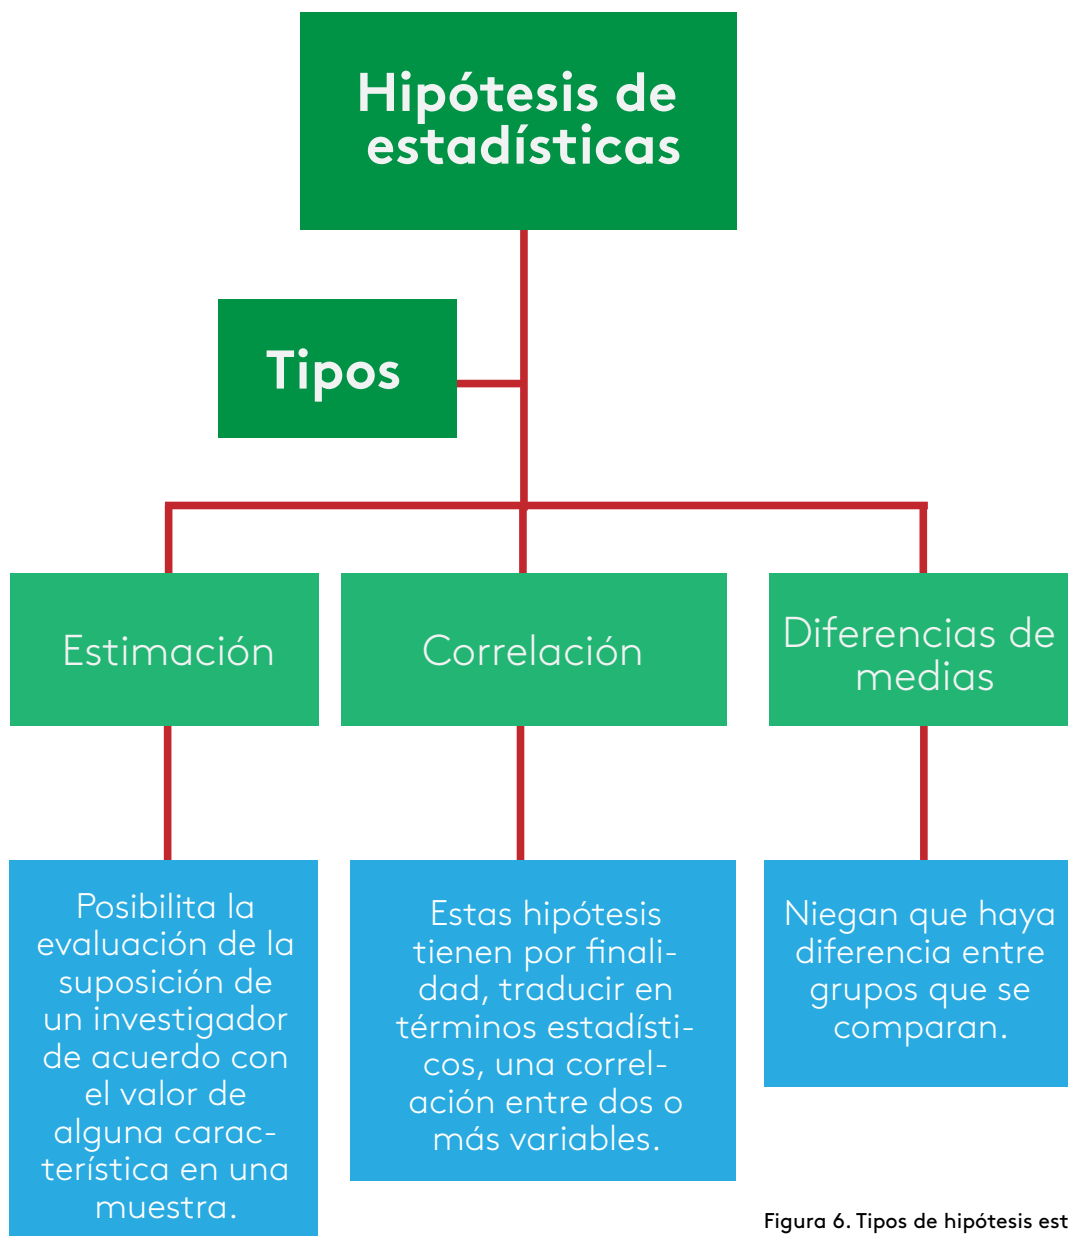 Hipótesis de
estadísticas
Tipos
Estimación
Correlación
Diferencias de
medias
Posibilita la
evaluación de la
suposición de
un investigador
de acuerdo con
el valor de
alguna carac-
terística en una
muestra.
Estas hipótesis
tienen por finali-
dad, traducir en
términos estadísti-
cos, una correl-
ación entre dos o
más variables.
Niegan que haya
diferencia entre
grupos que se
comparan.
Figura 6. Tipos de hipótesis est